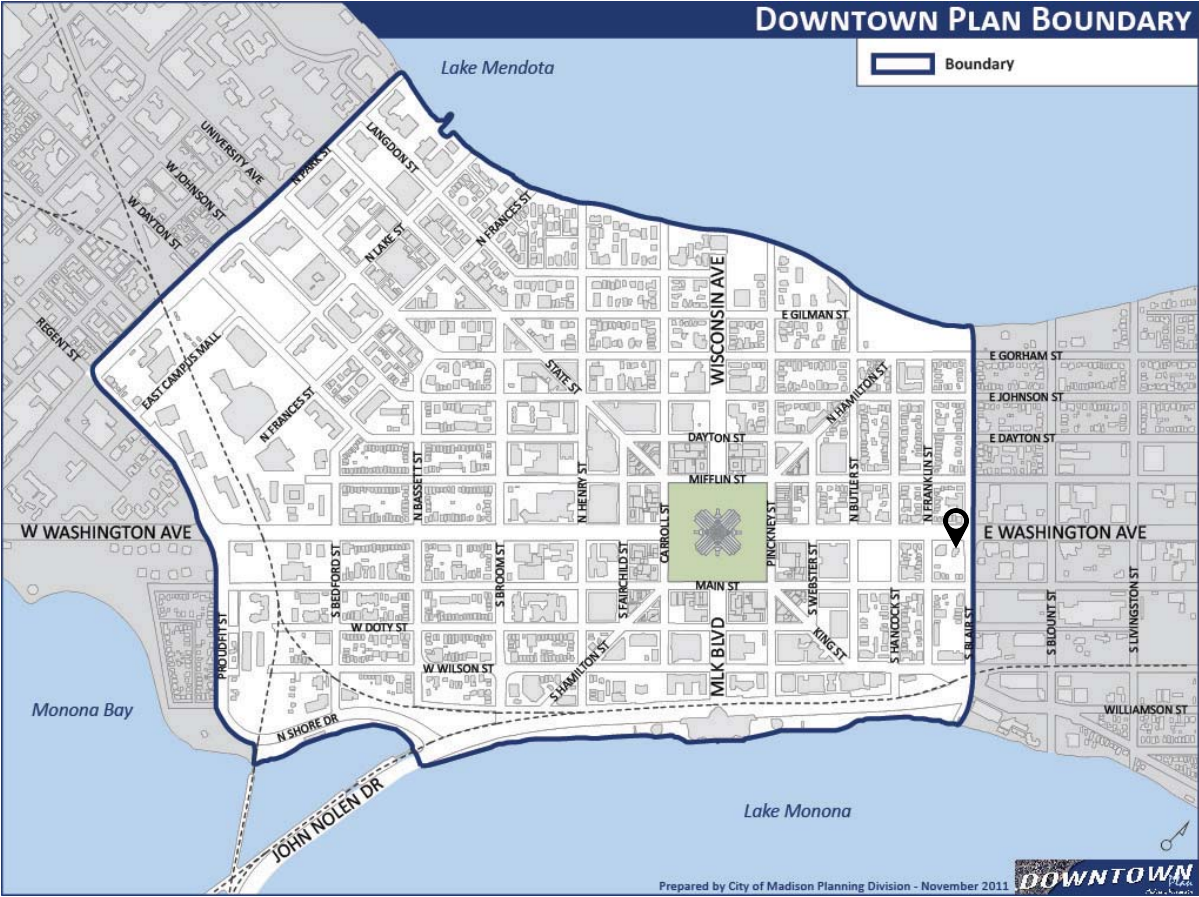 DOWNTOWN PLAN BOUNDARY
Boundary
Lake Mendota
LANGDON ST
UNIVERSITY AVE
N PARK ST
W JOHNSON ST
W DAYTON ST
N FRANCES ST
N LAKE ST
WISCONSIN AVE
E GILMAN ST
REGENT ST
EAST CAMPUS MALL
STATE ST
N HAMILTON ST
E GORHAM ST
E JOHNSON ST
N FRANCES ST
DAYTON ST
E DAYTON ST
N BASSETT ST
N HENRY ST
MIFFLIN ST
N BUTLER ST
N FRANKLIN ST
CARROLL ST
PINCKNEY ST
W WASHINGTON AVE
E WASHINGTON AVE
S BEDFORD ST
S BROOM ST
S FAIRCHILD ST
MAIN ST
S WEBSTER ST
S HANCOCK ST
S BLAIR ST
S BLOUNT ST
S LIVINGSTON ST
PROUDFIT ST
W DOTY ST
W WILSON ST
S HAMILTON ST
MLK BLVD
KING ST
Monona Bay
N SHORE DR
WILLIAMSON ST
JOHN NOLEN DR
Lake Monona
Prepared by City of Madison Planning Division - November 2011
DOWNTOWN
Plan